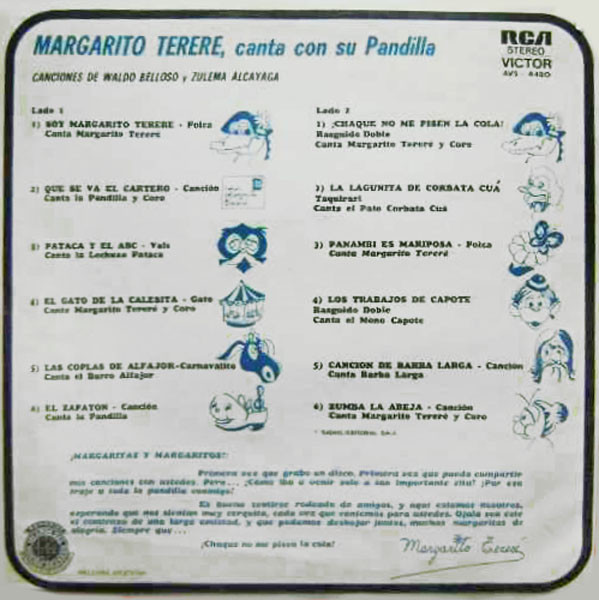 MARGARITO TERERE, canta con su Pandilla
RCA
STEREO
VICTOR
AVS - 4480
CANCIONES DE WALDO BELLOSO y ZULEMA ALCAYAGA
Lado 1
1) SOY MARGARITO TERERE - Polca
Canta Margarito Tereré
2) QUE SE VA EL CARTERO - Canción
Canta la Pandilla y Coro
3) PATACA Y EL ABC - Vals
Canta la Lechuza Pataca
4) EL GATO DE LA CALESITA - Gato
Canta Margarito Tereré y Coro
5) LAS COPLAS DE ALFAJOR-Carnavalito
Canta el Burro Alfajor
6) EL ZAPATON - Canción
Canta la Pandilla
Lado 2
1) ¡CHAQUE NO ME PISEN LA COLA!
Rasguido Doble
Canta Margarito Tereré y Coro
2) LA LAGUNITA DE CORBATA CUÁ
Taquirari
Canta el Pato Corbata Cuá
3) PANAMBI ES MARIPOSA - Polca
Canta Margarito Tereré
4) LOS TRABAJOS DE CAPOTE
Rasguido Doble
Canta el Mono Capote
5) CANCION DE BARBA LARGA - Canción
Canta Barba Larga
6) ZUMBA LA ABEJA - Canción
Canta Margarito Tereré y Coro
¡MARGARITAS Y MARGARITOS!:
Primera vez que grabo un disco. Primera vez que puedo compartir
mis canciones con ustedes. Pero... ¿Cómo iba a venir solo a tan importante cita? ¡Por eso
traje a toda la pandilla conmigo!
Es bueno sentirse rodeado de amigos, y aquí estamos nosotros,
esperando que nos sientan muy cerquita, cada vez que cantemos para ustedes. Ojalá sea éste
el comienzo de una larga amistad, y que podamos deshojar juntos, muchas margaritas de
alegría. Siempre que...
¡Chaque no me pisen la cola!
Margarito Tereré